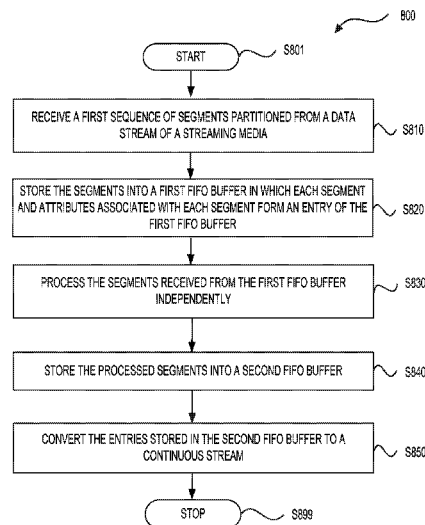 800
START
S801
RECEIVE A FIRST SEQUENCE OF SEGMENTS PARTITIONED FROM A DATA
STREAM OF A STREAMING MEDIA
S810
STORE THE SEGMENTS INTO A FIRST FIFO BUFFER IN WHICH EACH SEGMENT
AND ATTRIBUTES ASSOCIATED WITH EACH SEGMENT FORM AN ENTRY OF THE
FIRST FIFO BUFFER
S820
PROCESS THE SEGMENTS RECEIVED FROM THE FIRST FIFO BUFFER
INDEPENDENTLY
S830
STORE THE PROCESSED SEGMENTS INTO A SECOND FIFO BUFFER
S840
CONVERT THE ENTRIES STORED IN THE SECOND FIFO BUFFER TO A
CONTINUOUS STREAM
S850
STOP
S899